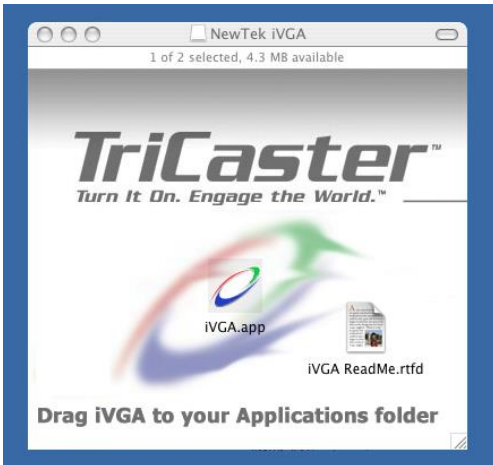 NewTek iVGA
1 of 2 selected, 4.3 MB available
TriCaster™
Turn It On. Engage the World.™
iVGA.app
iVGA ReadMe.rtfd
Drag iVGA to your Applications folder